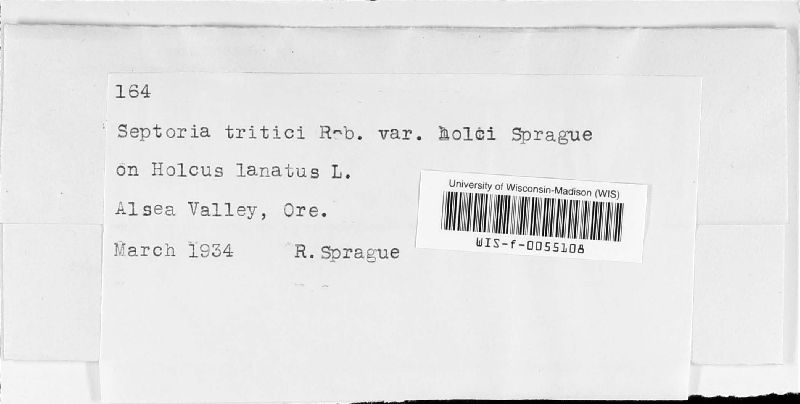 164
Septoria tritici Rob. var. holci Sprague
on Holcus lanatus L.
Alsea Valley, Ore.
March 1934 R. Sprague
University of Wisconsin-Madison (WIS)
WIS-f-0055108